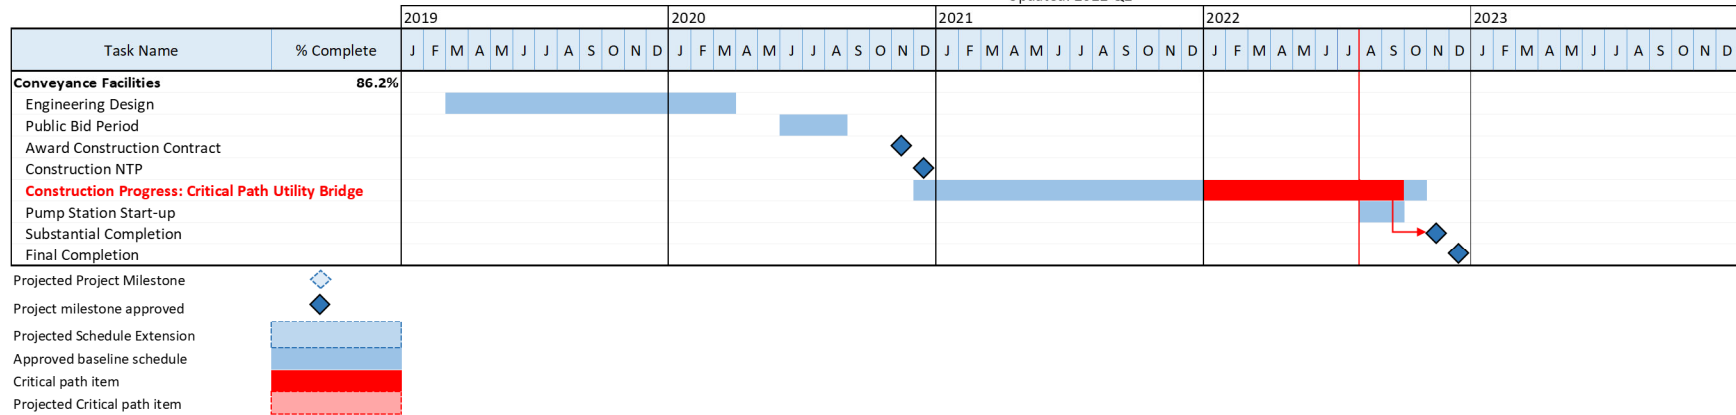 2019 2020 2021 2022 2023
Task Name % Complete J F M A M J J A S O N D J F M A M J J A S O N D J F M A M J J A S O N D J F M A M J J A S O N D J F M A M J J A S O N D
Conveyance Facilities 86.2%
Engineering Design
Public Bid Period
Award Construction Contract
Construction NTP
Construction Progress: Critical Path Utility Bridge
Pump Station Start-up
Substantial Completion
Final Completion
Projected Project Milestone
Project milestone approved
Projected Schedule Extension
Approved baseline schedule
Critical path item
Projected Critical path item